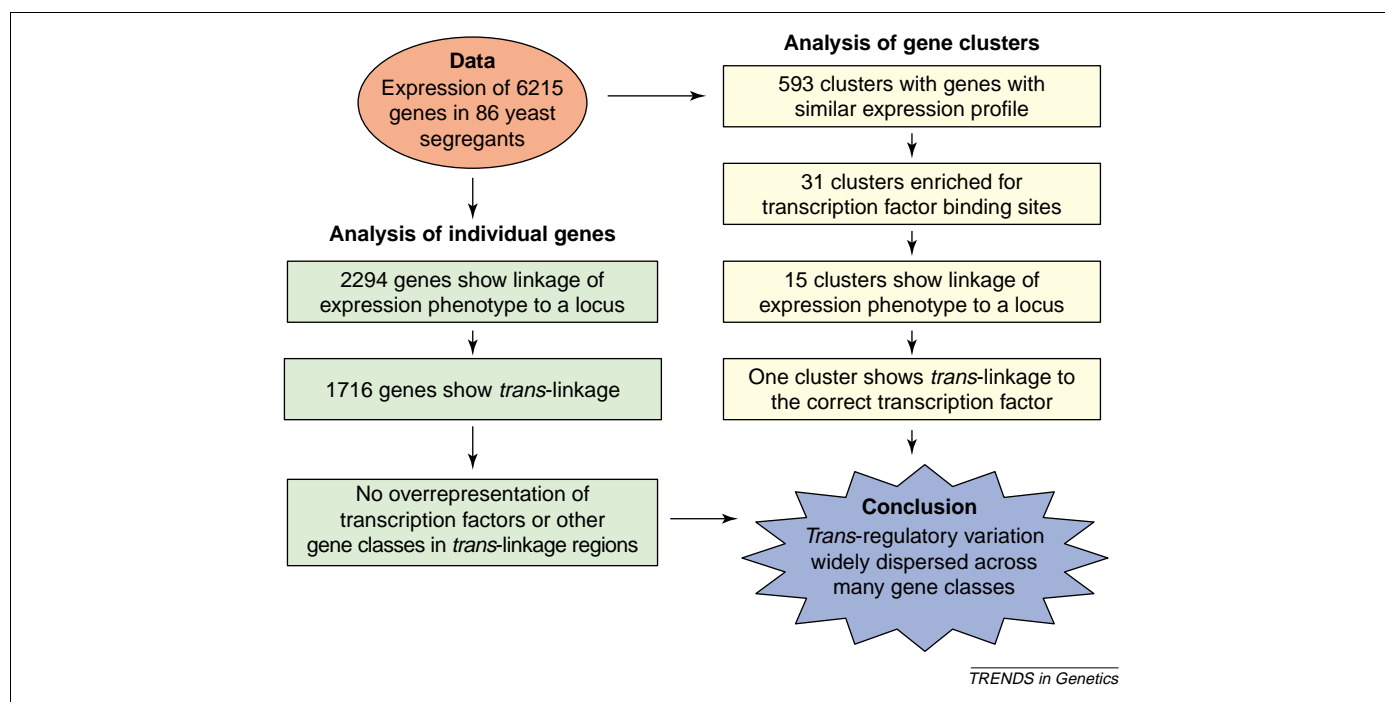 Data
Expression of 6215
genes in 86 yeast
segregants
Analysis of individual genes
2294 genes show linkage of
expression phenotype to a locus
1716 genes show trans-linkage
No overrepresentation of
transcription factors or other
gene classes in trans-linkage regions
Analysis of gene clusters
593 clusters with genes with
similar expression profile
31 clusters enriched for
transcription factor binding sites
15 clusters show linkage of
expression phenotype to a locus
One cluster shows trans-linkage to
the correct transcription factor
Conclusion
Trans-regulatory variation
widely dispersed across
many gene classes
TRENDS in Genetics